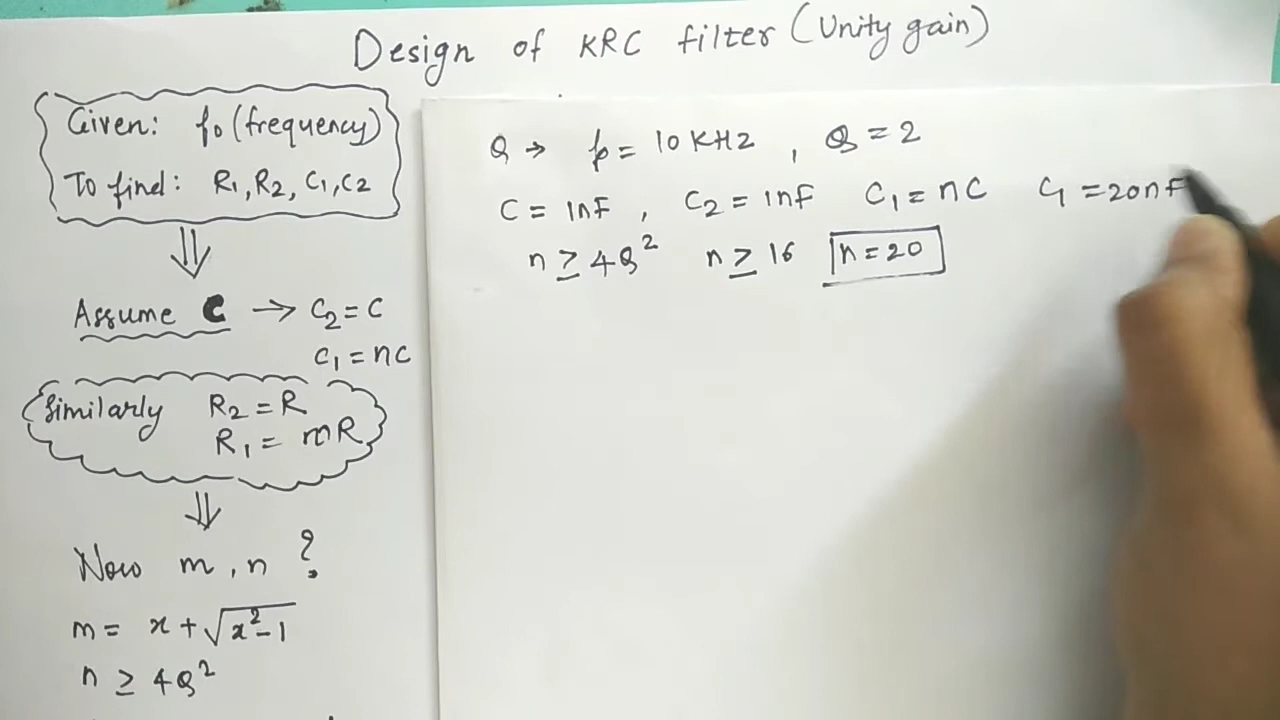 Design of KRC filter (Unity gain)
Given: f0 (frequency)
To find: R1, R2, C1, C2
⇓
Assume C → C2 = C
C1 = nC
Similarly R2 = R
R1 = mR
⇓
Now m, n ?
m = x + √(x²-1)
n ≥ 4Q²
Q → f0 = 10 KHz , Q = 2
C = 1nF , C2 = 1nF C1 = nC C1 = 20nF
n ≥ 4Q² n ≥ 16 n = 20